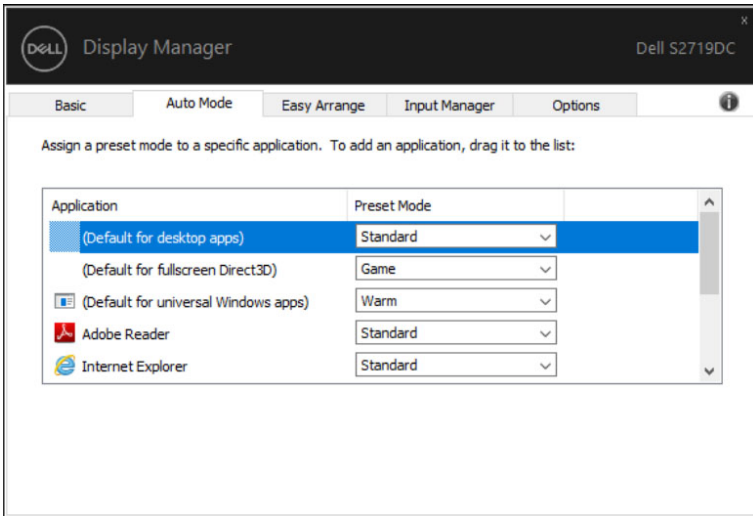 DELL Display Manager Dell S2719DC
Basic Auto Mode Easy Arrange Input Manager Options
Assign a preset mode to a specific application. To add an application, drag it to the list:
Application Preset Mode
(Default for desktop apps) Standard
(Default for fullscreen Direct3D) Game
(Default for universal Windows apps) Warm
Adobe Reader Standard
Internet Explorer Standard